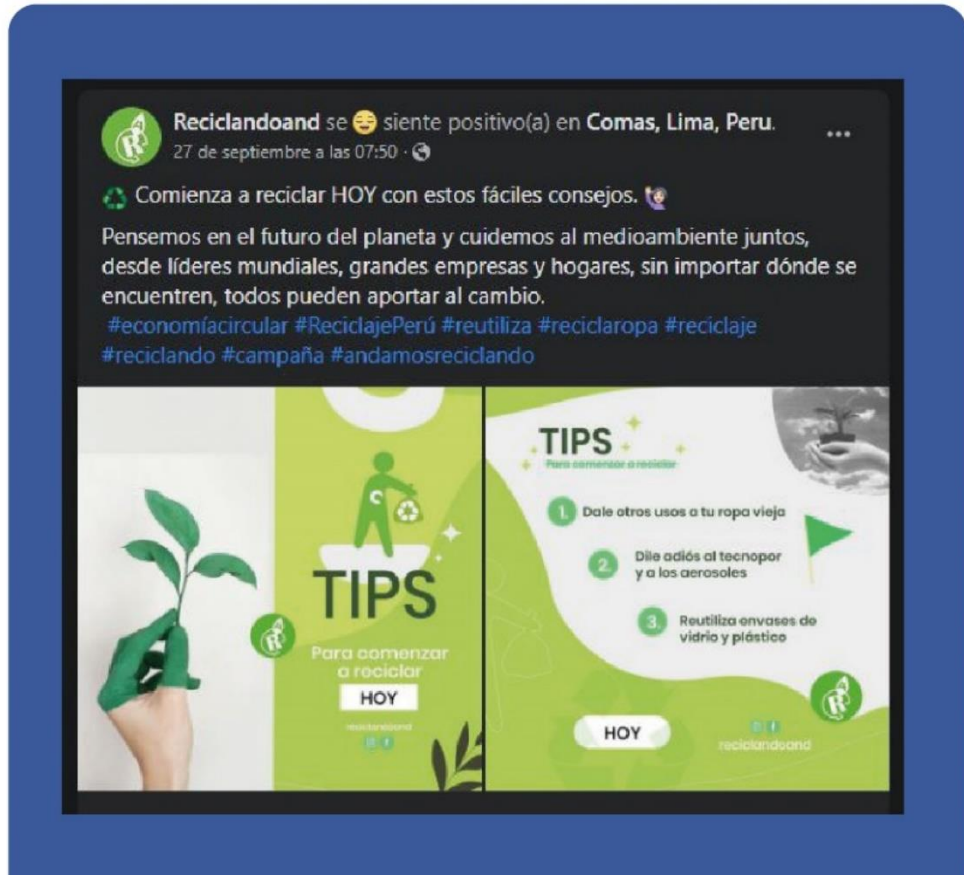 Reciclandoand se 😌 siente positivo(a) en Comas, Lima, Peru.
27 de septiembre a las 07:50 ·
♻️ Comienza a reciclar HOY con estos fáciles consejos. 🙋🏻‍♀️
Pensemos en el futuro del planeta y cuidemos al medioambiente juntos,
desde líderes mundiales, grandes empresas y hogares, sin importar dónde se
encuentren, todos pueden aportar al cambio.
#economíacircular #ReciclajePerú #reutiliza #reciclaropa #reciclaje
#reciclando #campaña #andamosreciclando
TIPS
Para comenzar
a reciclar
HOY
reciclandoand
TIPS
Para comenzar a reciclar
1. Dale otros usos a tu ropa vieja
2. Dile adiós al tecnopor
y a los aerosoles
3. Reutiliza envases de
vidrio y plástico
HOY
reciclandoand